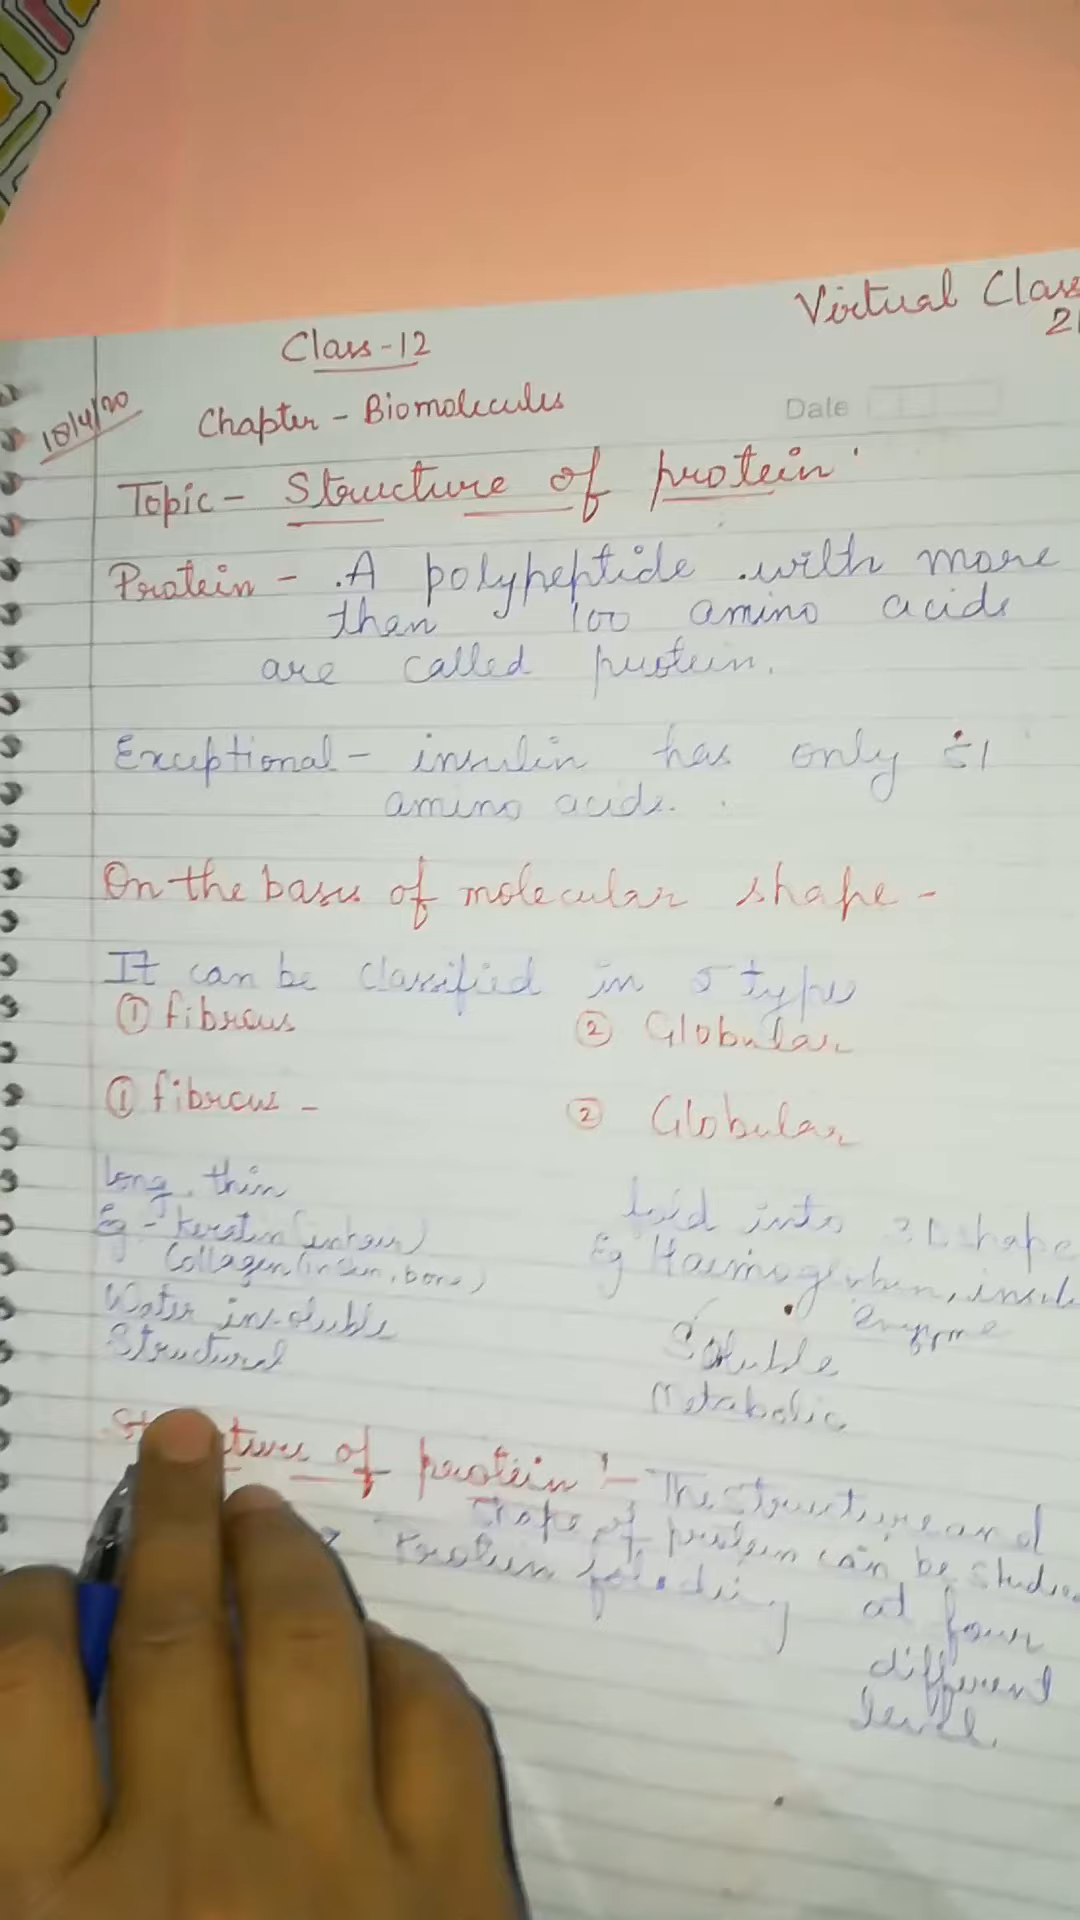 Virtual Class
21
Class-12
18/4/20
Chapter - Biomolecules
Date
Topic - Structure of protein
Protein - A polypeptide with more
than 100 amino acids
are called protein.
Exceptional - insulin has only 51
amino acids.
On the basis of molecular shape -
It can be classified in 2 types
① fibrous ② Globular
① fibrous - ② Globular
long, thin
Eg - Keratin (in hair)
Collagen (in skin, bone)
Water insoluble
Structural
fold into 3D shape
Eg Haemoglobin,
Enzyme
Soluble
Metabolic
of protein :- The structure and
shape of protein can be
Protein folding at four
different
level.